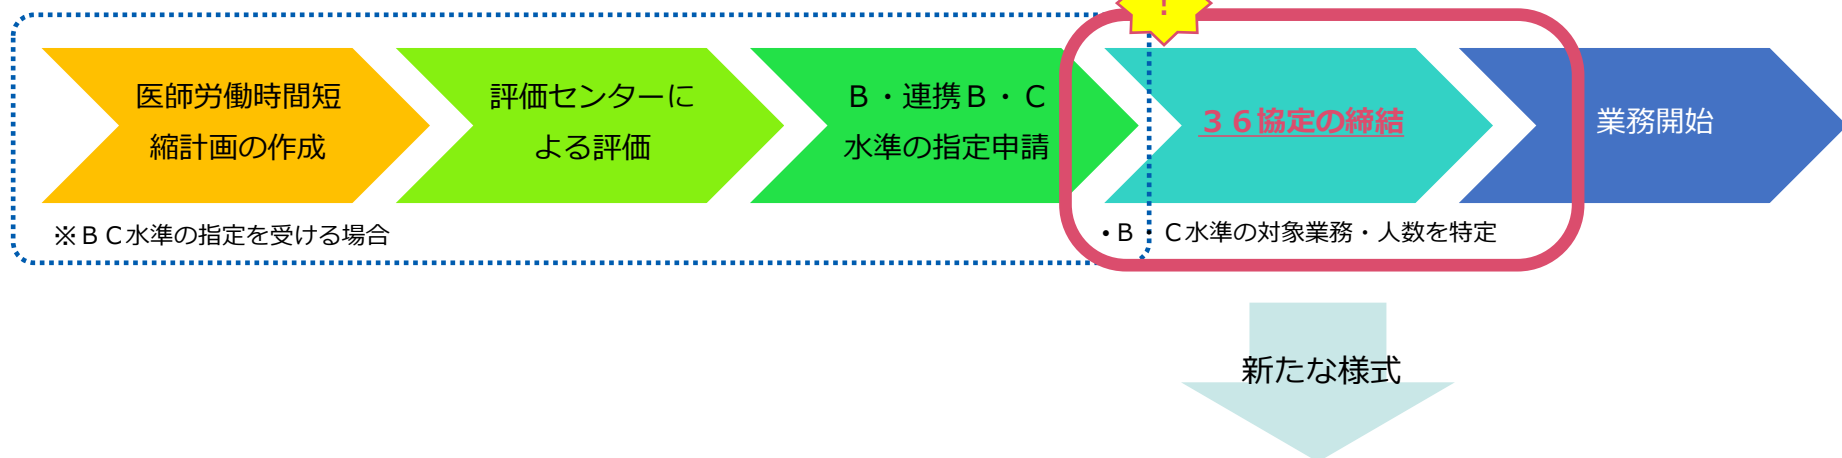 ！
医師労働時間短
縮計画の作成
評価センターに
よる評価
Ｂ・連携Ｂ・Ｃ
水準の指定申請
３６協定の締結
業務開始
※ＢＣ水準の指定を受ける場合
・Ｂ・Ｃ水準の対象業務・人数を特定
新たな様式